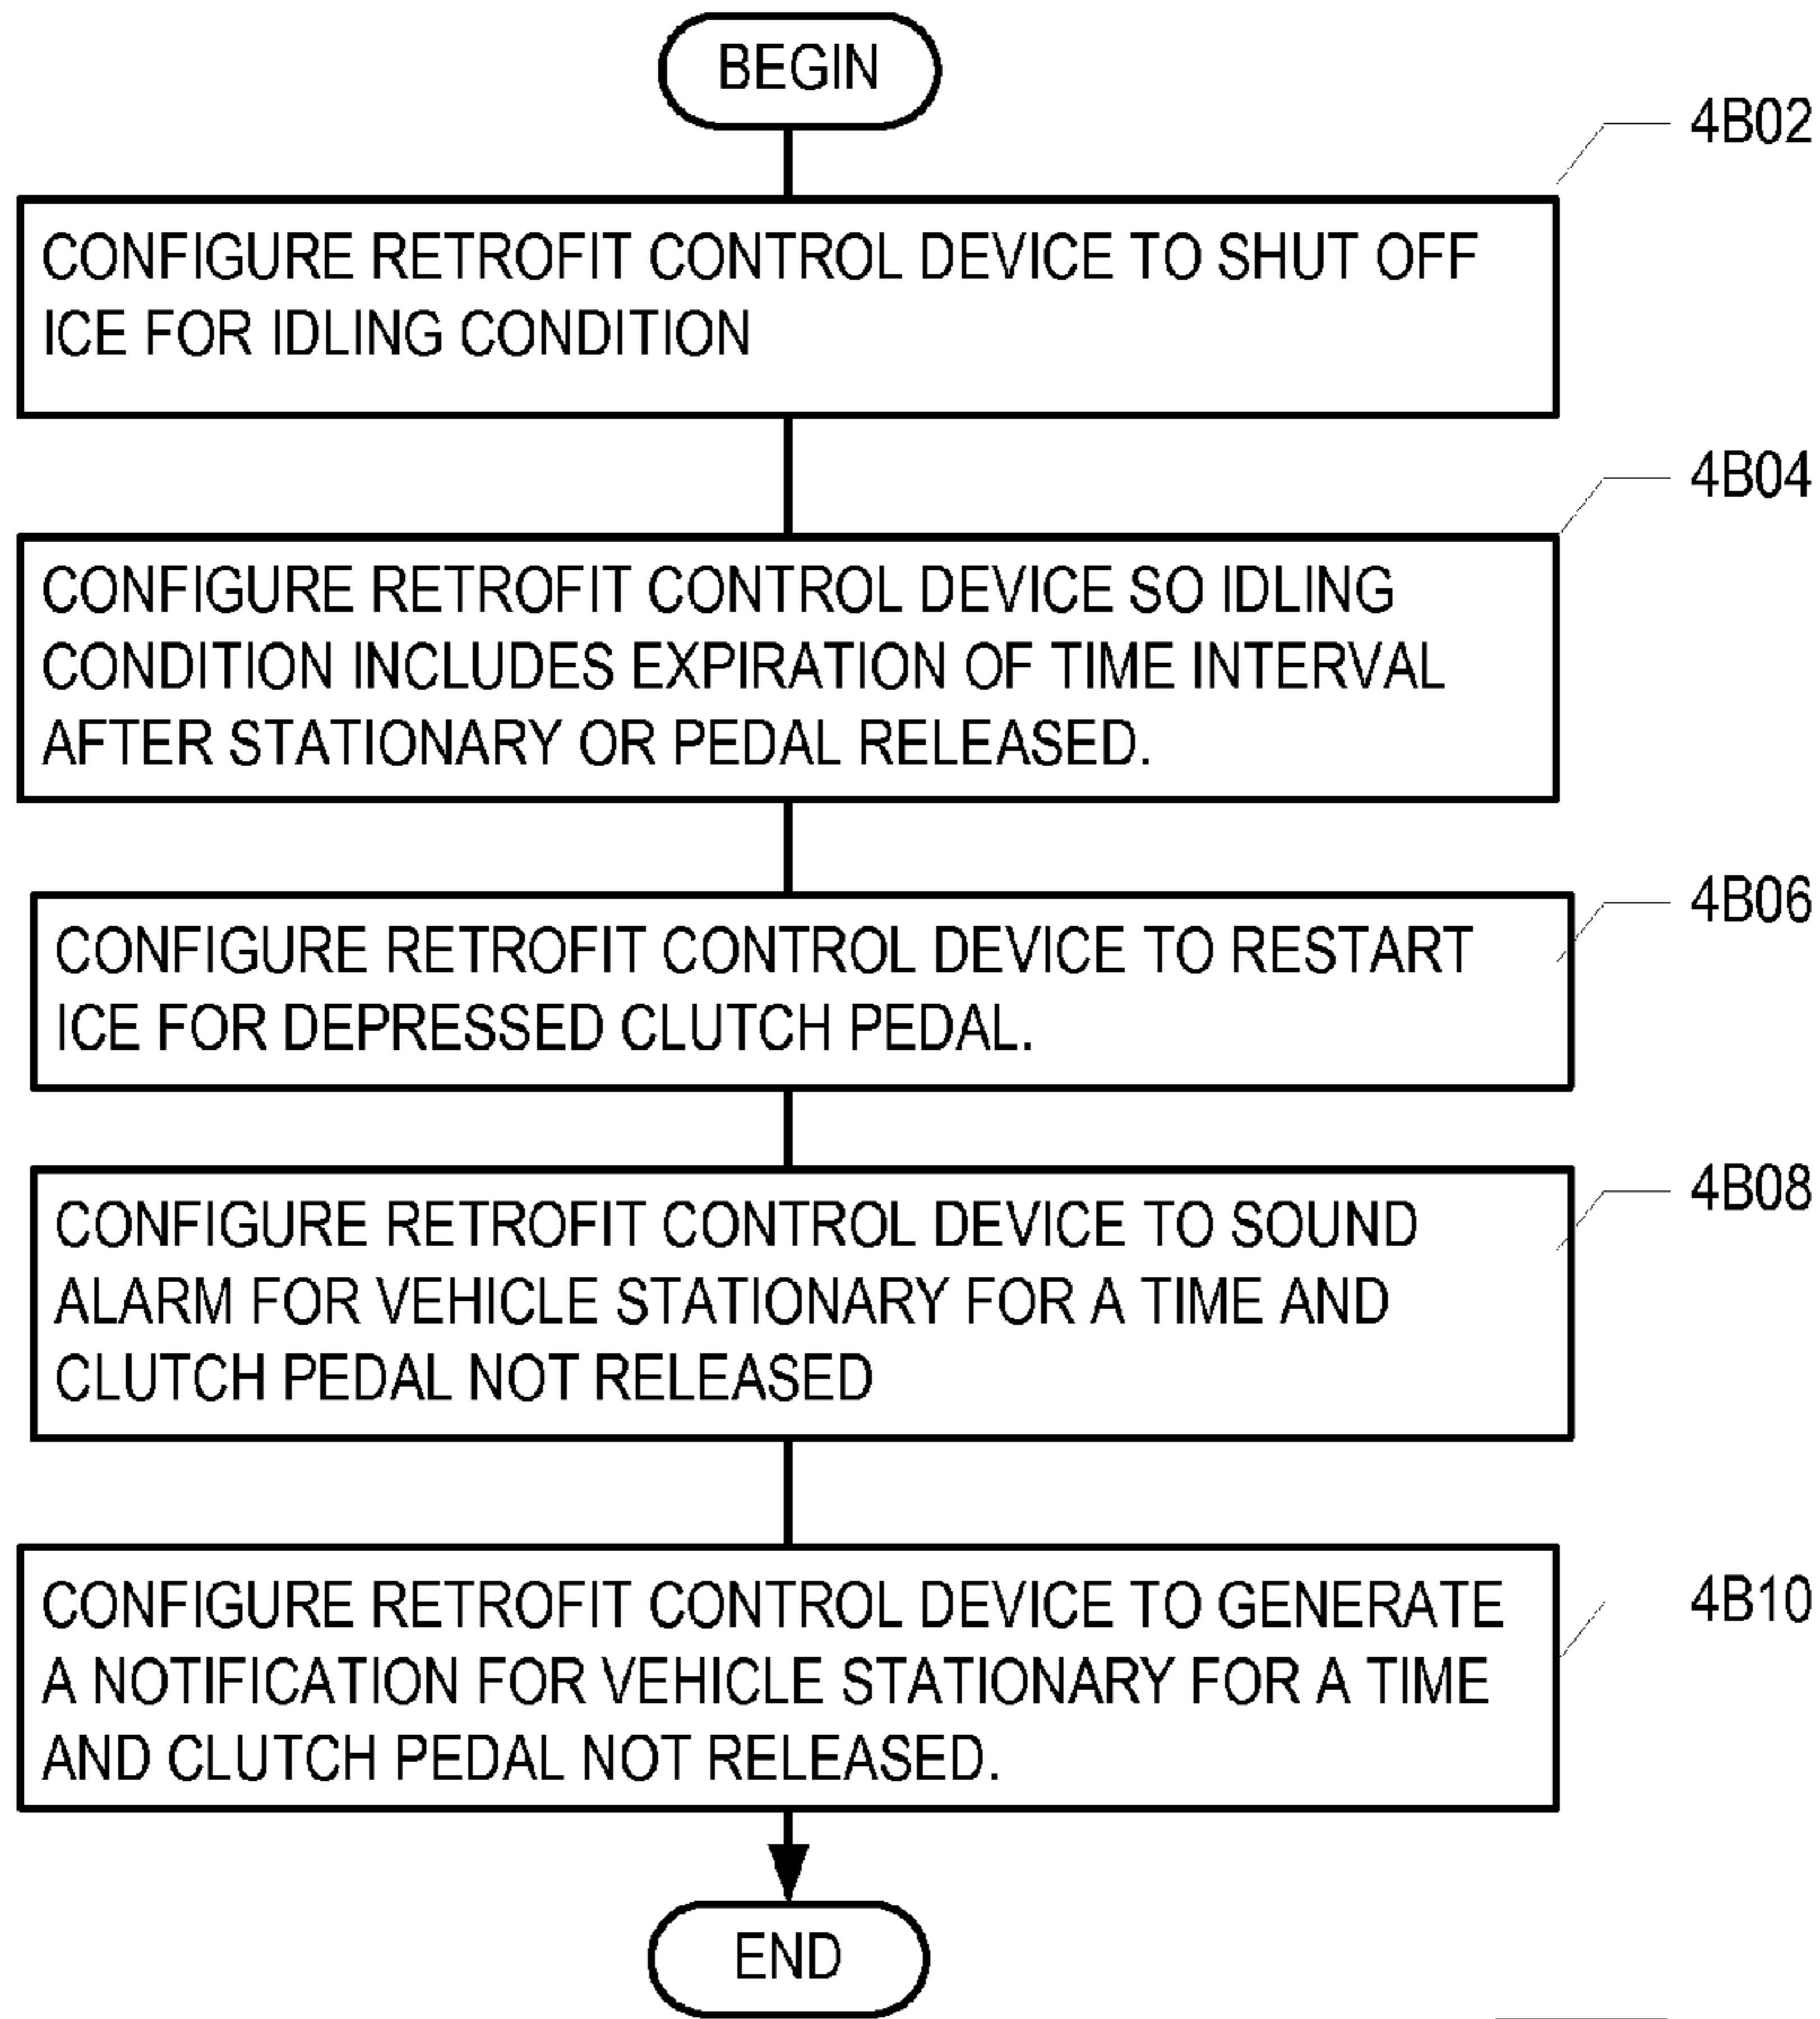 BEGIN
4B02
CONFIGURE RETROFIT CONTROL DEVICE TO SHUT OFF
ICE FOR IDLING CONDITION
4B04
CONFIGURE RETROFIT CONTROL DEVICE SO IDLING
CONDITION INCLUDES EXPIRATION OF TIME INTERVAL
AFTER STATIONARY OR PEDAL RELEASED.
4B06
CONFIGURE RETROFIT CONTROL DEVICE TO RESTART
ICE FOR DEPRESSED CLUTCH PEDAL.
4B08
CONFIGURE RETROFIT CONTROL DEVICE TO SOUND
ALARM FOR VEHICLE STATIONARY FOR A TIME AND
CLUTCH PEDAL NOT RELEASED
4B10
CONFIGURE RETROFIT CONTROL DEVICE TO GENERATE
A NOTIFICATION FOR VEHICLE STATIONARY FOR A TIME
AND CLUTCH PEDAL NOT RELEASED.
END